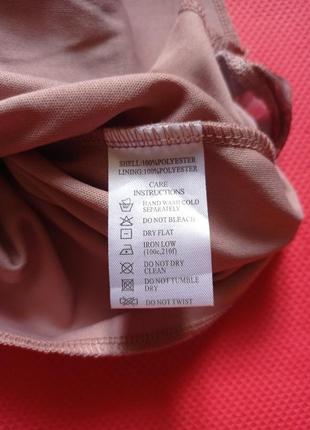 SHELL:100%POLYESTER
LINING:100%POLYESTER
CARE
INSTRUCTIONS
HAND WASH COLD
SEPARATELY
DO NOT BLEACH
DRY FLAT
IRON LOW
(100c,210f)
DO NOT DRY
CLEAN
DO NOT TUMBLE
DRY
DO NOT TWIST